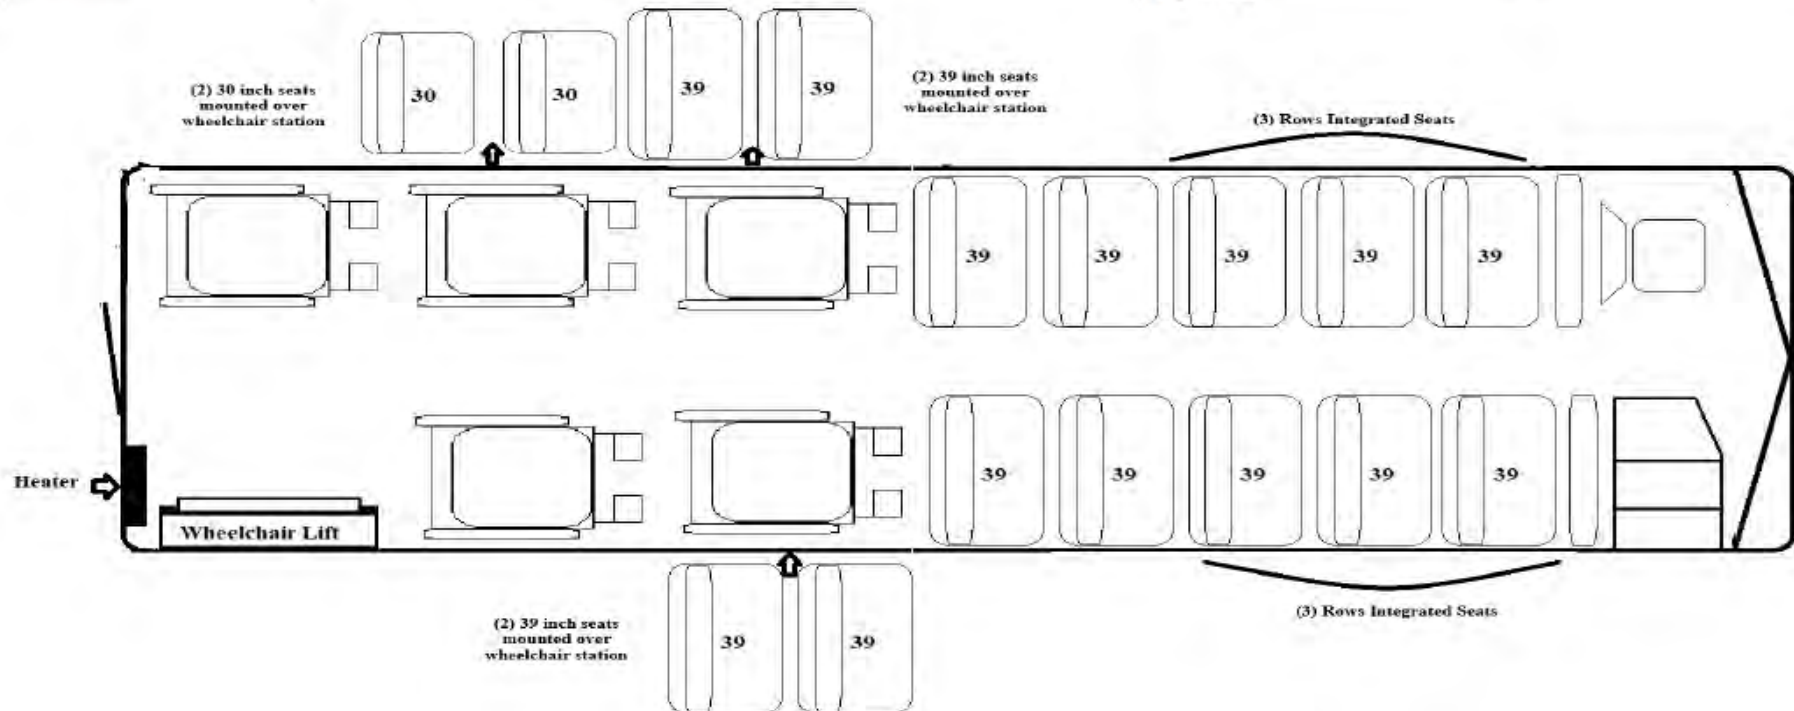 30
30
39
39
(2) 30 inch seats
mounted over
wheelchair station
(2) 39 inch seats
mounted over
wheelchair station
(3) Rows Integrated Seats
39
39
39
39
39
39
39
39
39
39
Heater
Wheelchair Lift
(2) 39 inch seats
mounted over
wheelchair station
39
39
(3) Rows Integrated Seats